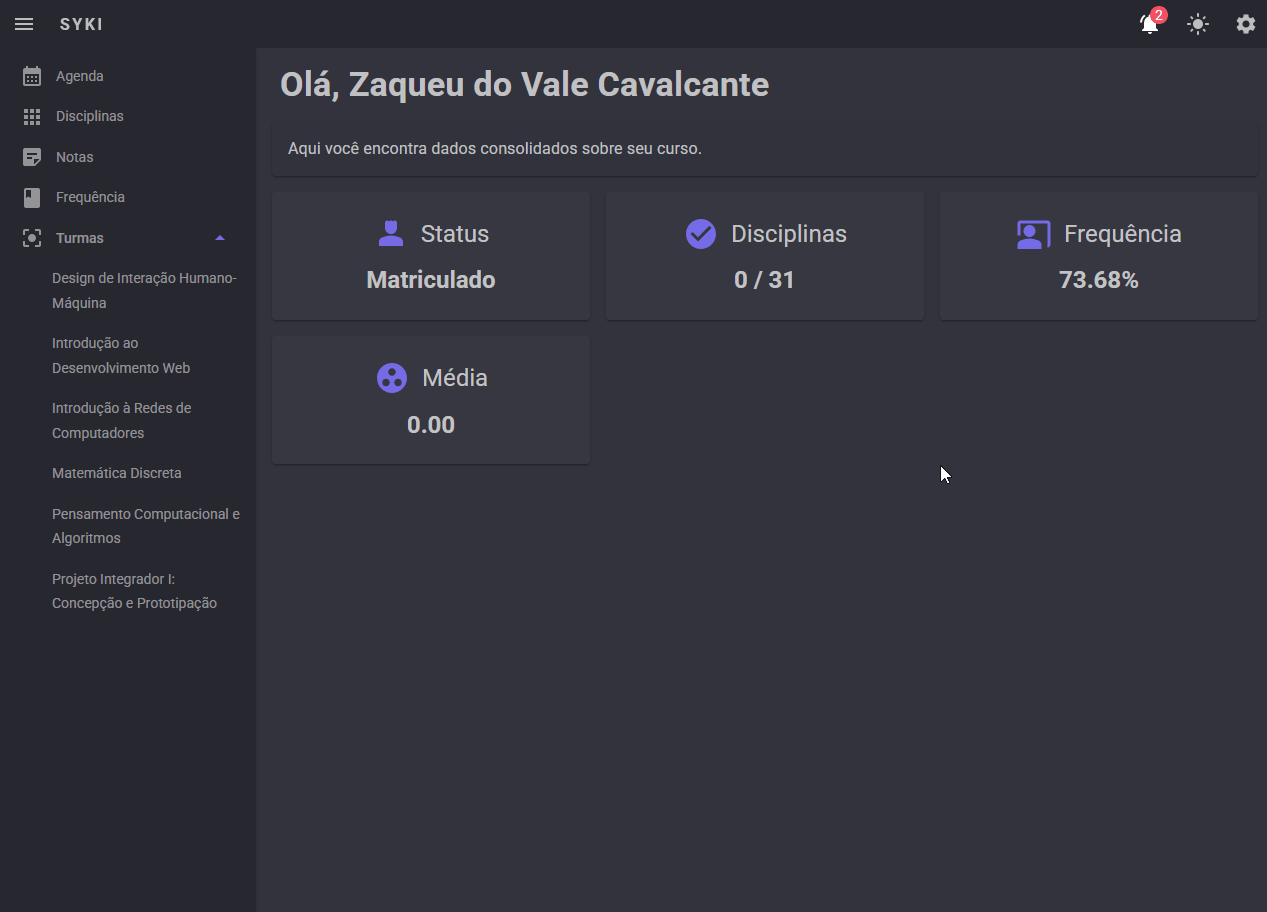 SYKI
2
Agenda
Disciplinas
Notas
Frequência
Turmas
Design de Interação Humano-
Máquina
Introdução ao
Desenvolvimento Web
Introdução à Redes de
Computadores
Matemática Discreta
Pensamento Computacional e
Algoritmos
Projeto Integrador I:
Concepção e Prototipação
Olá, Zaqueu do Vale Cavalcante
Aqui você encontra dados consolidados sobre seu curso.
Status
Matriculado
Disciplinas
0 / 31
Frequência
73.68%
Média
0.00